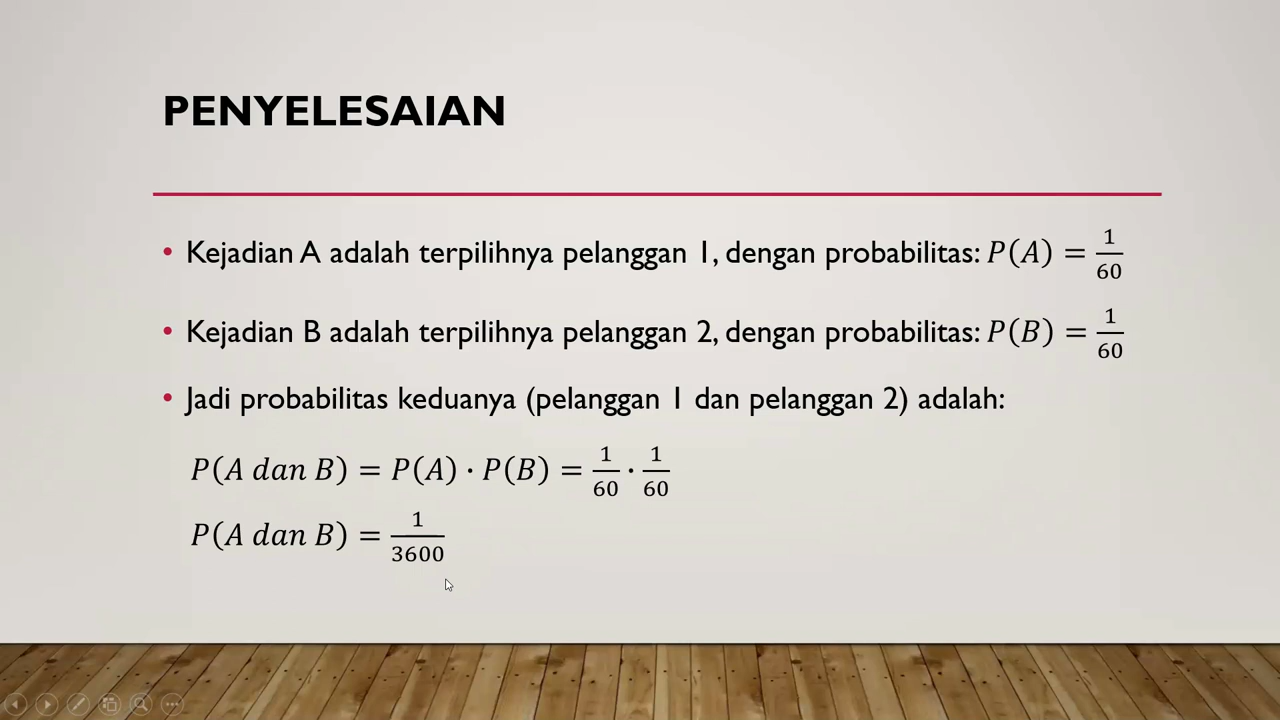 PENYELESAIAN
• Kejadian A adalah terpilihnya pelanggan 1, dengan probabilitas: P(A) = 1/60
• Kejadian B adalah terpilihnya pelanggan 2, dengan probabilitas: P(B) = 1/60
• Jadi probabilitas keduanya (pelanggan 1 dan pelanggan 2) adalah:
P(A dan B) = P(A) · P(B) = 1/60 · 1/60
P(A dan B) = 1/3600